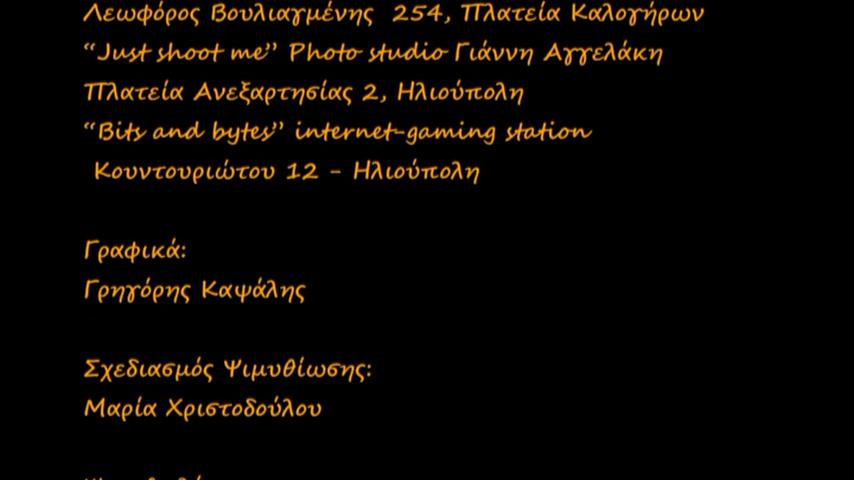 Λεωφόρος Βουλιαγμένης 254, Πλατεία Καλογήρων
“Just shoot me” Photo studio Γιάννη Αγγελάκη
Πλατεία Ανεξαρτησίας 2, Ηλιούπολη
“Bits and bytes” internet-gaming station
Κουντουριώτου 12 - Ηλιούπολη
Γραφικά:
Γρηγόρης Καψάλης
Σχεδιασμός Ψιμυθίωσης:
Μαρία Χριστοδούλου